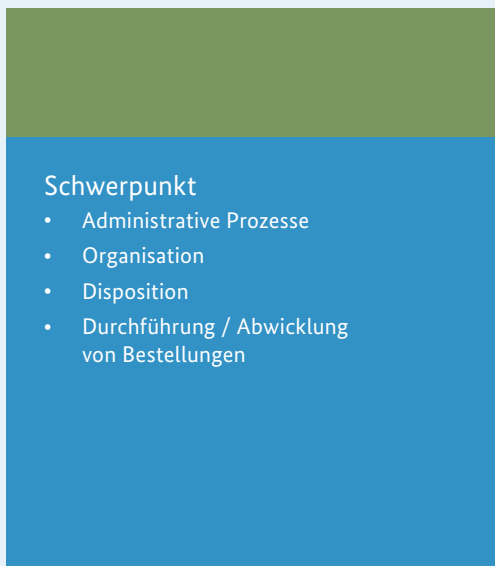 Schwerpunkt
• Administrative Prozesse
• Organisation
• Disposition
• Durchführung / Abwicklung
von Bestellungen